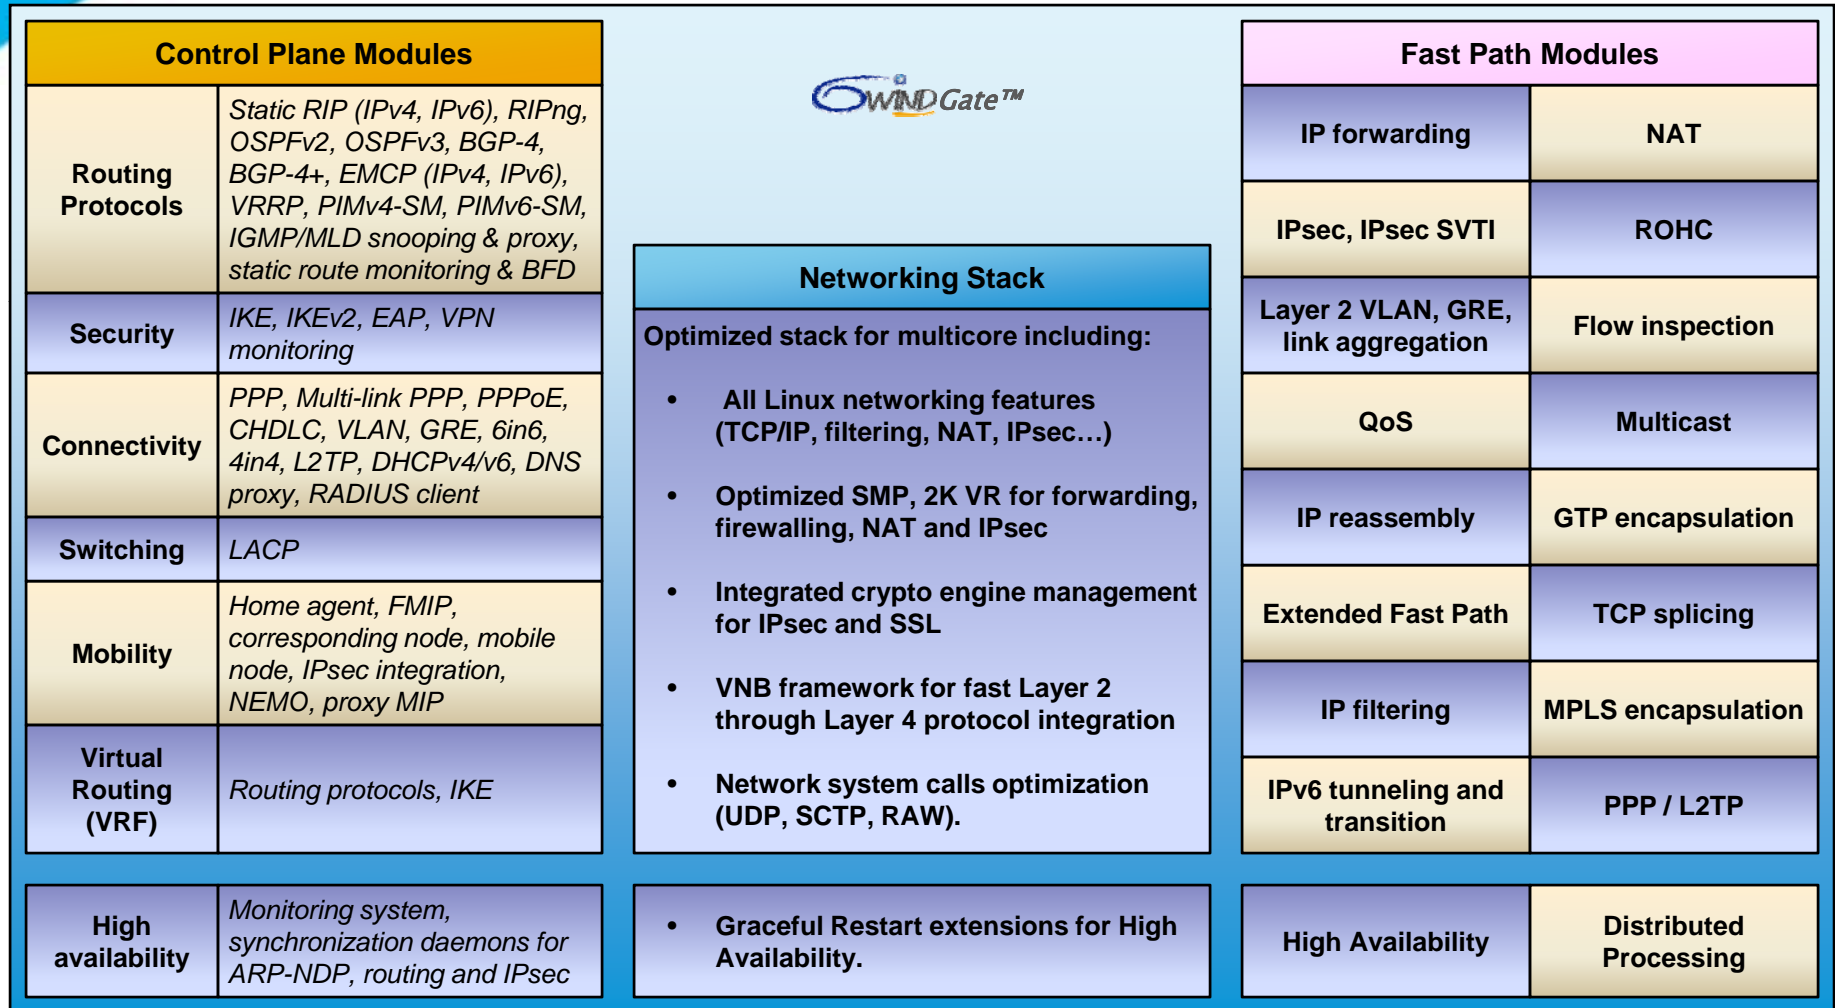 Control Plane Modules
Routing
Protocols
Static RIP (IPv4, IPv6), RIPng,
OSPFv2, OSPFv3, BGP-4,
BGP-4+, EMCP (IPv4, IPv6),
VRRP, PIMv4-SM, PIMv6-SM,
IGMP/MLD snooping & proxy,
static route monitoring & BFD
Security
IKE, IKEv2, EAP, VPN
monitoring
Connectivity
PPP, Multi-link PPP, PPPoE,
CHDLC, VLAN, GRE, 6in6,
4in4, L2TP, DHCPv4/v6, DNS
proxy, RADIUS client
Switching
LACP
Mobility
Home agent, FMIP,
corresponding node, mobile
node, IPsec integration,
NEMO, proxy MIP
Virtual
Routing
(VRF)
Routing protocols, IKE
High
availability
Monitoring system,
synchronization daemons for
ARP-NDP, routing and IPsec
6WINDGate™
Networking Stack
Optimized stack for multicore including:
• All Linux networking features
(TCP/IP, filtering, NAT, IPsec…)
• Optimized SMP, 2K VR for forwarding,
firewalling, NAT and IPsec
• Integrated crypto engine management
for IPsec and SSL
• VNB framework for fast Layer 2
through Layer 4 protocol integration
• Network system calls optimization
(UDP, SCTP, RAW).
• Graceful Restart extensions for High
Availability.
Fast Path Modules
IP forwarding
NAT
IPsec, IPsec SVTI
ROHC
Layer 2 VLAN, GRE,
link aggregation
Flow inspection
QoS
Multicast
IP reassembly
GTP encapsulation
Extended Fast Path
TCP splicing
IP filtering
MPLS encapsulation
IPv6 tunneling and
transition
PPP / L2TP
High Availability
Distributed
Processing